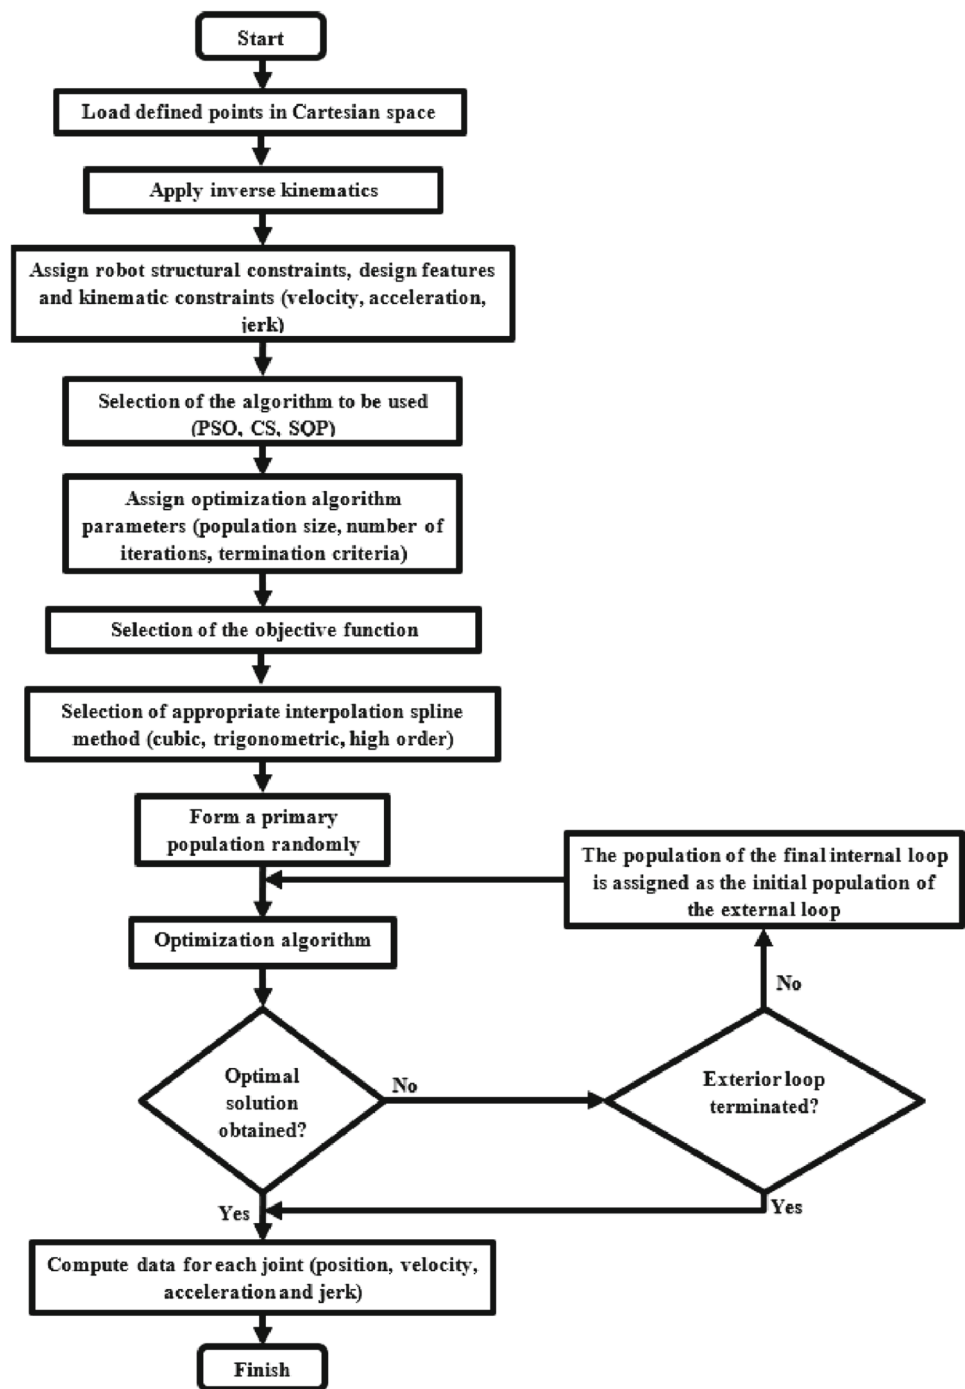 Start
Load defined points in Cartesian space
Apply inverse kinematics
Assign robot structural constraints, design features
and kinematic constraints (velocity, acceleration,
jerk)
Selection of the algorithm to be used
(PSO, CS, SQP)
Assign optimization algorithm
parameters (population size, number of
iterations, termination criteria)
Selection of the objective function
Selection of appropriate interpolation spline
method (cubic, trigonometric, high order)
Form a primary
population randomly
The population of the final internal loop
is assigned as the initial population of
the external loop
Optimization algorithm
No
Optimal
solution
obtained?
No
Exterior loop
terminated?
Yes
Yes
Compute data for each joint (position, velocity,
acceleration and jerk)
Finish